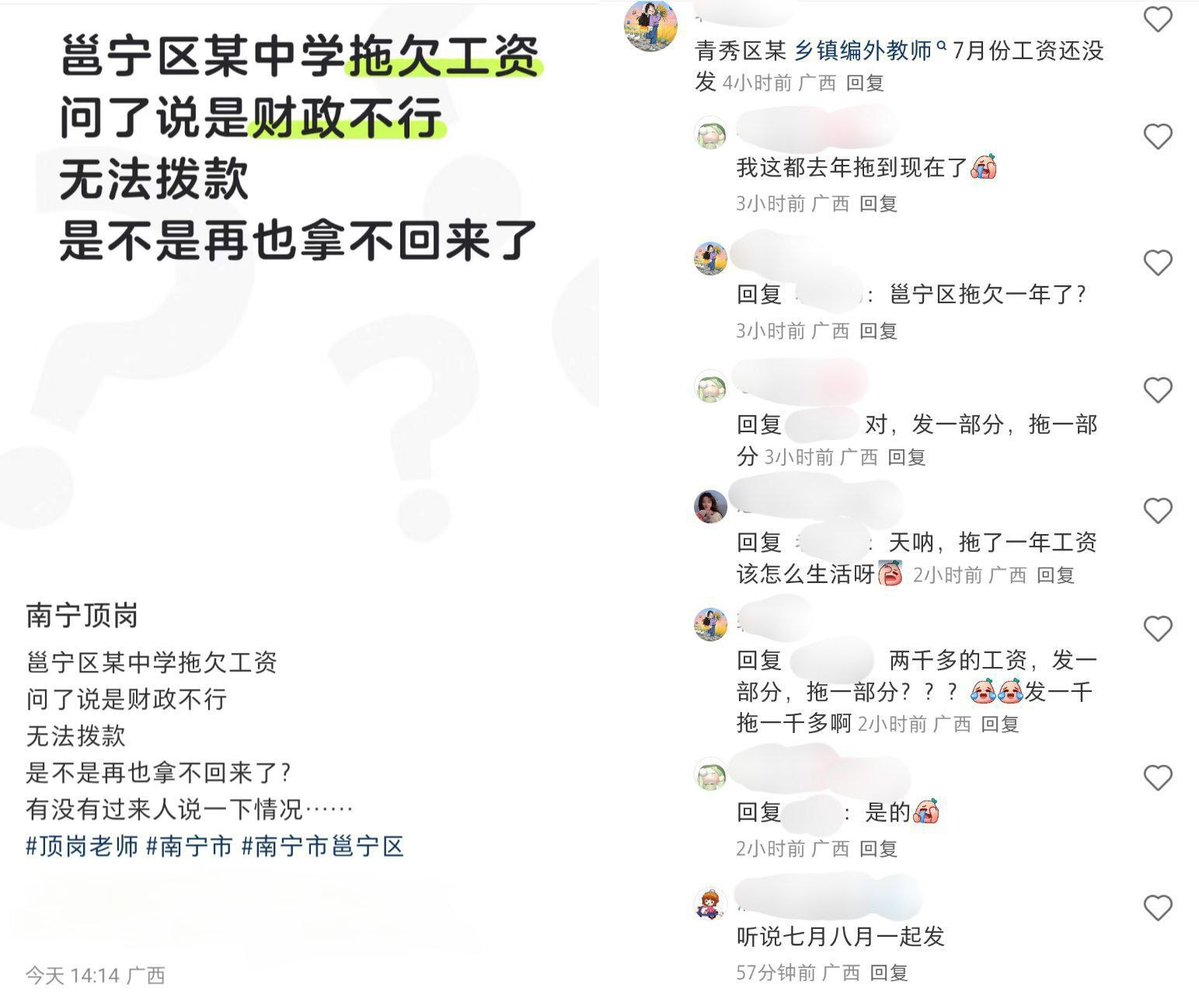 邕宁区某中学拖欠工资
问了说是财政不行
无法拨款
是不是再也拿不回来了
南宁顶岗
邕宁区某中学拖欠工资
问了说是财政不行
无法拨款
是不是再也拿不回来了?
有没有过来人说一下情况……
#顶岗老师 #南宁市 #南宁市邕宁区
今天 14:14 广西
青秀区某 乡镇编外教师 7月份工资还没
发 4小时前 广西 回复
我这都去年拖到现在了
3小时前 广西 回复
回复 : 邕宁区拖欠一年了?
3小时前 广西 回复
回复 对，发一部分，拖一部
分 3小时前 广西 回复
回复 : 天呐，拖了一年工资
该怎么生活呀 2小时前 广西 回复
回复 两千多的工资，发一
部分，拖一部分? ? ? 发一千
拖一千多啊 2小时前 广西 回复
回复 : 是的
2小时前 广西 回复
听说七月八月一起发
57分钟前 广西 回复